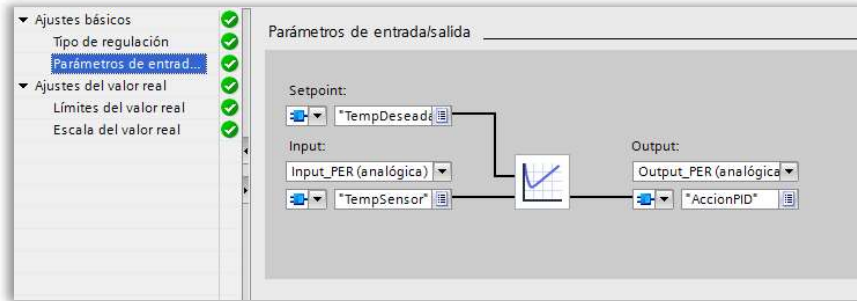 Ajustes básicos
Tipo de regulación
Parámetros de entrad...
Ajustes del valor real
Límites del valor real
Escala del valor real
Parámetros de entrada/salida
Setpoint:
"TempDeseada
Input:
Input_PER (analógica)
"TempSensor"
Output:
Output_PER (analógica
"AccionPID"